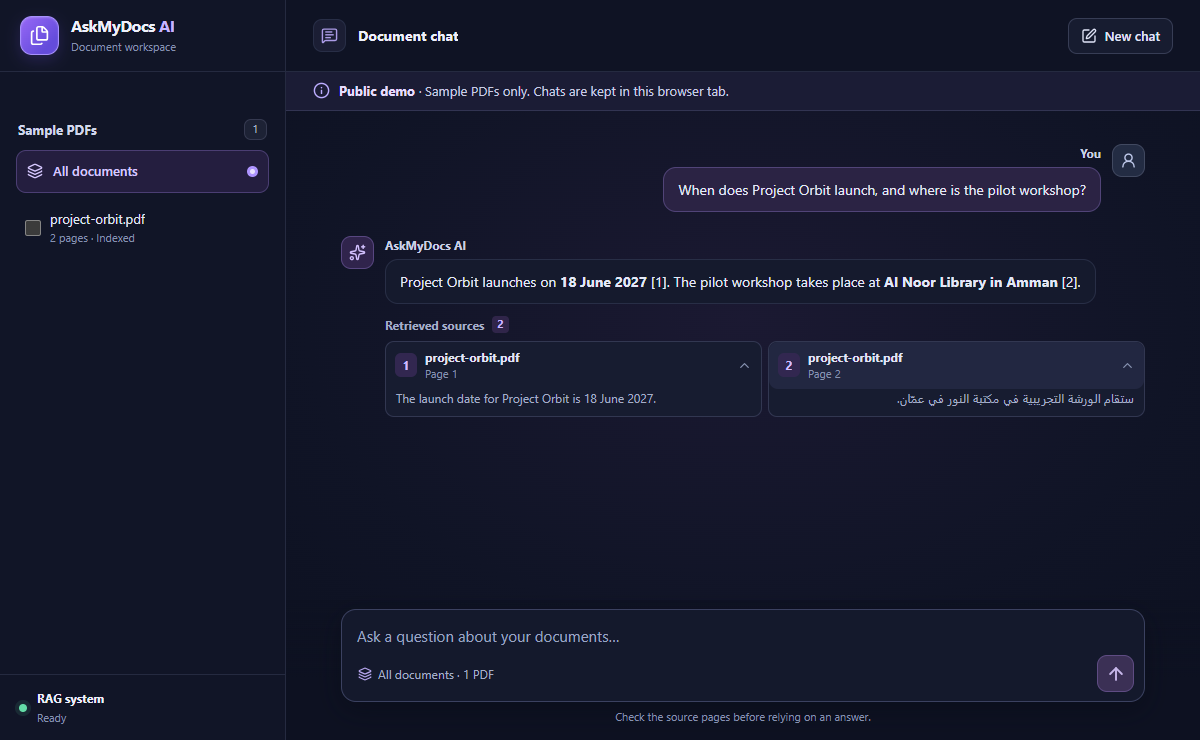 AskMyDocs AI
Document workspace
Document chat
New chat
Public demo · Sample PDFs only. Chats are kept in this browser tab.
Sample PDFs
1
All documents
project-orbit.pdf
2 pages · Indexed
You
When does Project Orbit launch, and where is the pilot workshop?
AskMyDocs AI
Project Orbit launches on 18 June 2027 [1]. The pilot workshop takes place at Al Noor Library in Amman [2].
Retrieved sources 2
1
project-orbit.pdf
Page 1
The launch date for Project Orbit is 18 June 2027.
2
project-orbit.pdf
Page 2
ستقام الورشة التجريبية في مكتبة النور في عمّان.
Ask a question about your documents...
All documents · 1 PDF
Check the source pages before relying on an answer.
RAG system
Ready